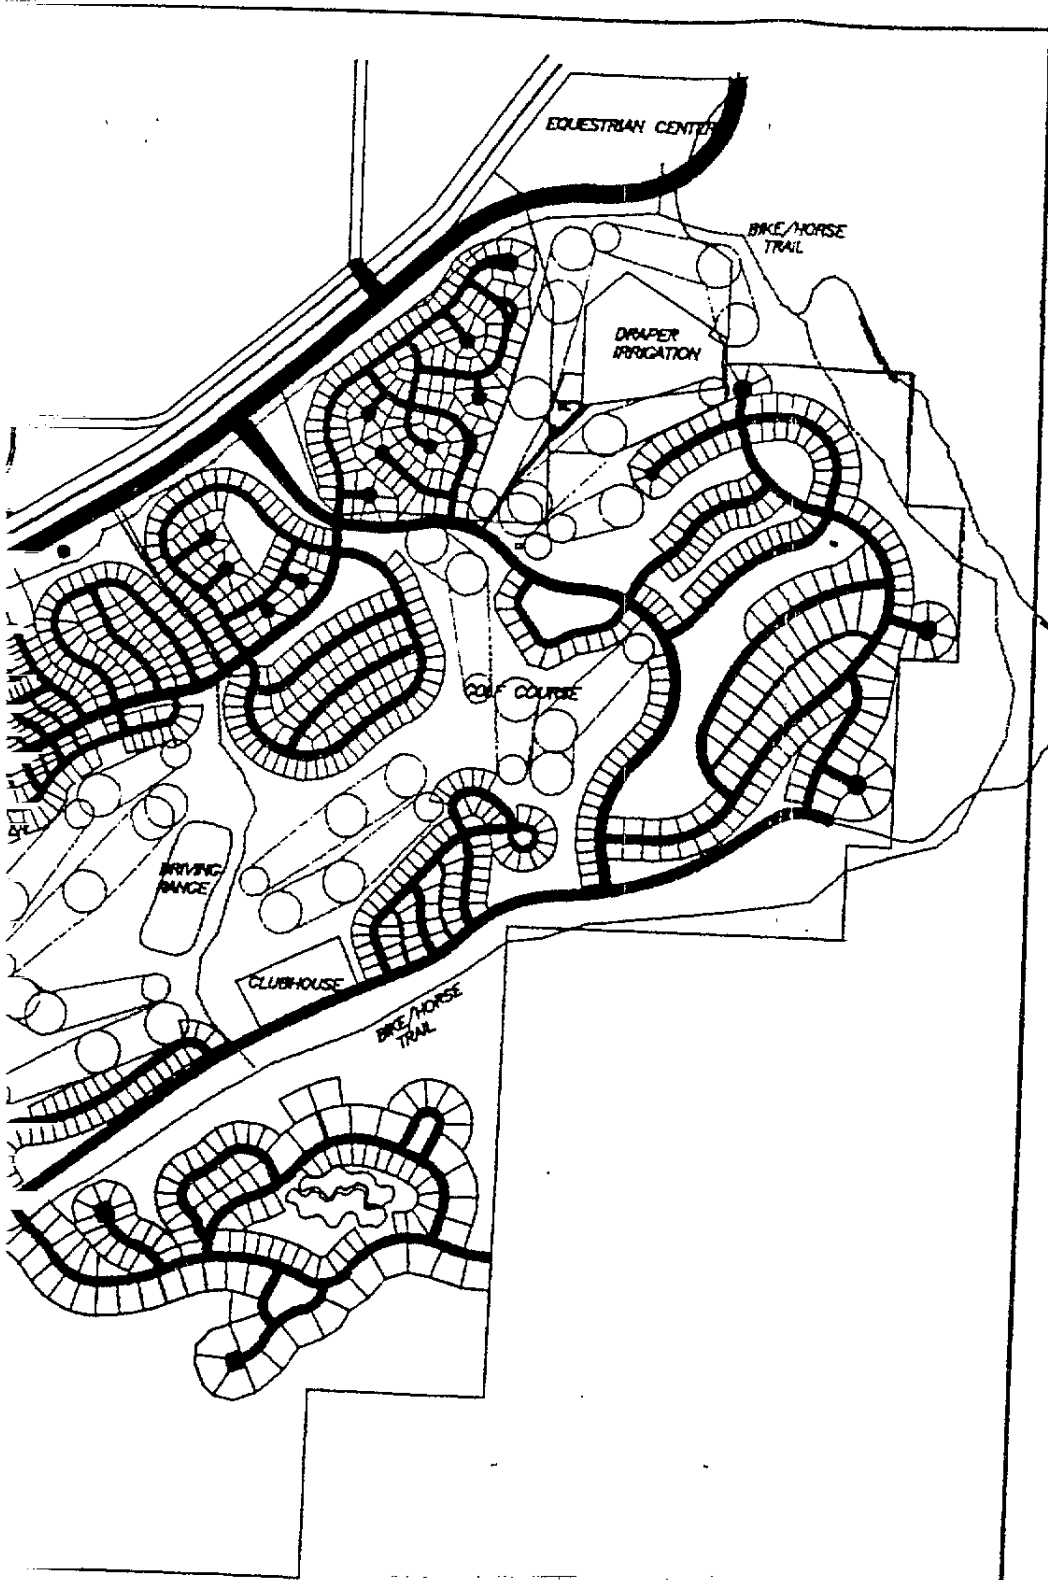 EQUESTRIAN CENTER
BIKE/HORSE
TRAIL
DRAPER
IRRIGATION
GOLF COURSE
DRIVING
RANGE
CLUBHOUSE
BIKE/HORSE
TRAIL